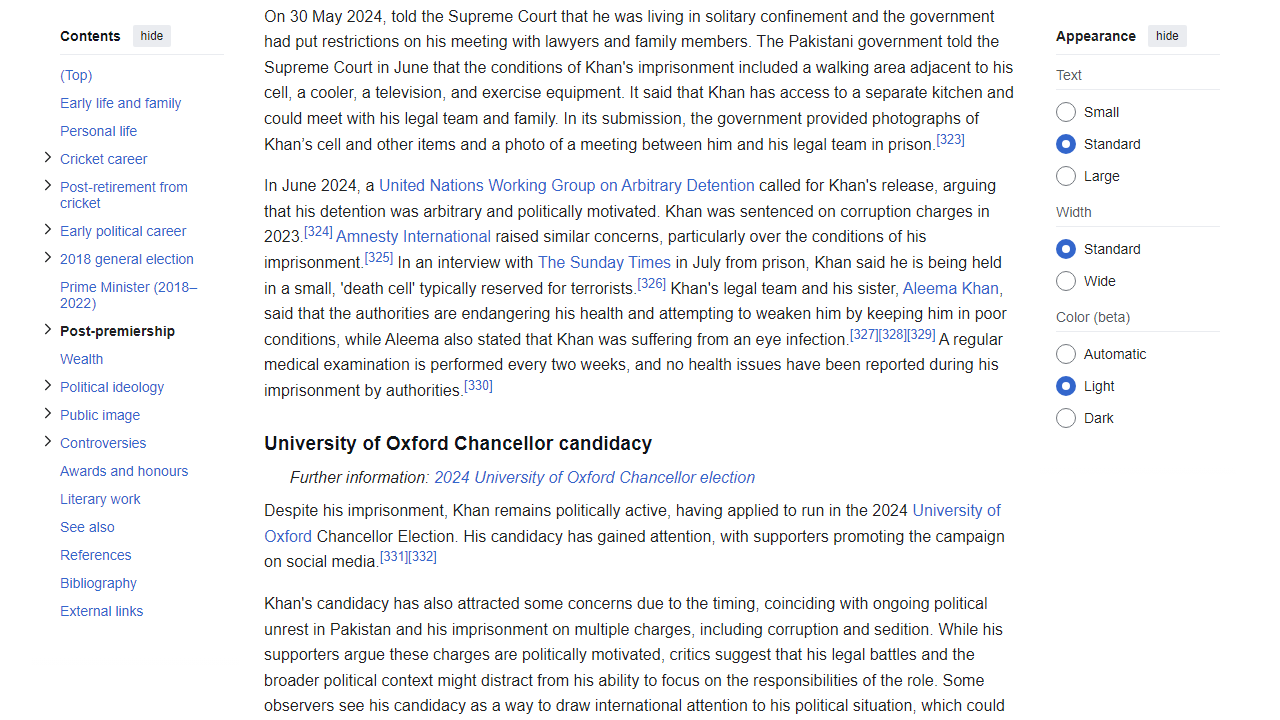 Contents hide
(Top)
Early life and family
Personal life
Cricket career
Post-retirement from
cricket
Early political career
2018 general election
Prime Minister (2018–
2022)
Post-premiership
Wealth
Political ideology
Public image
Controversies
Awards and honours
Literary work
See also
References
Bibliography
External links
On 30 May 2024, told the Supreme Court that he was living in solitary confinement and the government
had put restrictions on his meeting with lawyers and family members. The Pakistani government told the
Supreme Court in June that the conditions of Khan's imprisonment included a walking area adjacent to his
cell, a cooler, a television, and exercise equipment. It said that Khan has access to a separate kitchen and
could meet with his legal team and family. In its submission, the government provided photographs of
Khan’s cell and other items and a photo of a meeting between him and his legal team in prison.[323]
In June 2024, a United Nations Working Group on Arbitrary Detention called for Khan's release, arguing
that his detention was arbitrary and politically motivated. Khan was sentenced on corruption charges in
2023.[324] Amnesty International raised similar concerns, particularly over the conditions of his
imprisonment.[325] In an interview with The Sunday Times in July from prison, Khan said he is being held
in a small, 'death cell' typically reserved for terrorists.[326] Khan's legal team and his sister, Aleema Khan,
said that the authorities are endangering his health and attempting to weaken him by keeping him in poor
conditions, while Aleema also stated that Khan was suffering from an eye infection.[327][328][329] A regular
medical examination is performed every two weeks, and no health issues have been reported during his
imprisonment by authorities.[330]
University of Oxford Chancellor candidacy
Further information: 2024 University of Oxford Chancellor election
Despite his imprisonment, Khan remains politically active, having applied to run in the 2024 University of
Oxford Chancellor Election. His candidacy has gained attention, with supporters promoting the campaign
on social media.[331][332]
Khan's candidacy has also attracted some concerns due to the timing, coinciding with ongoing political
unrest in Pakistan and his imprisonment on multiple charges, including corruption and sedition. While his
supporters argue these charges are politically motivated, critics suggest that his legal battles and the
broader political context might distract from his ability to focus on the responsibilities of the role. Some
observers see his candidacy as a way to draw international attention to his political situation, which could
Appearance hide
Text
Small
Standard
Large
Width
Standard
Wide
Color (beta)
Automatic
Light
Dark